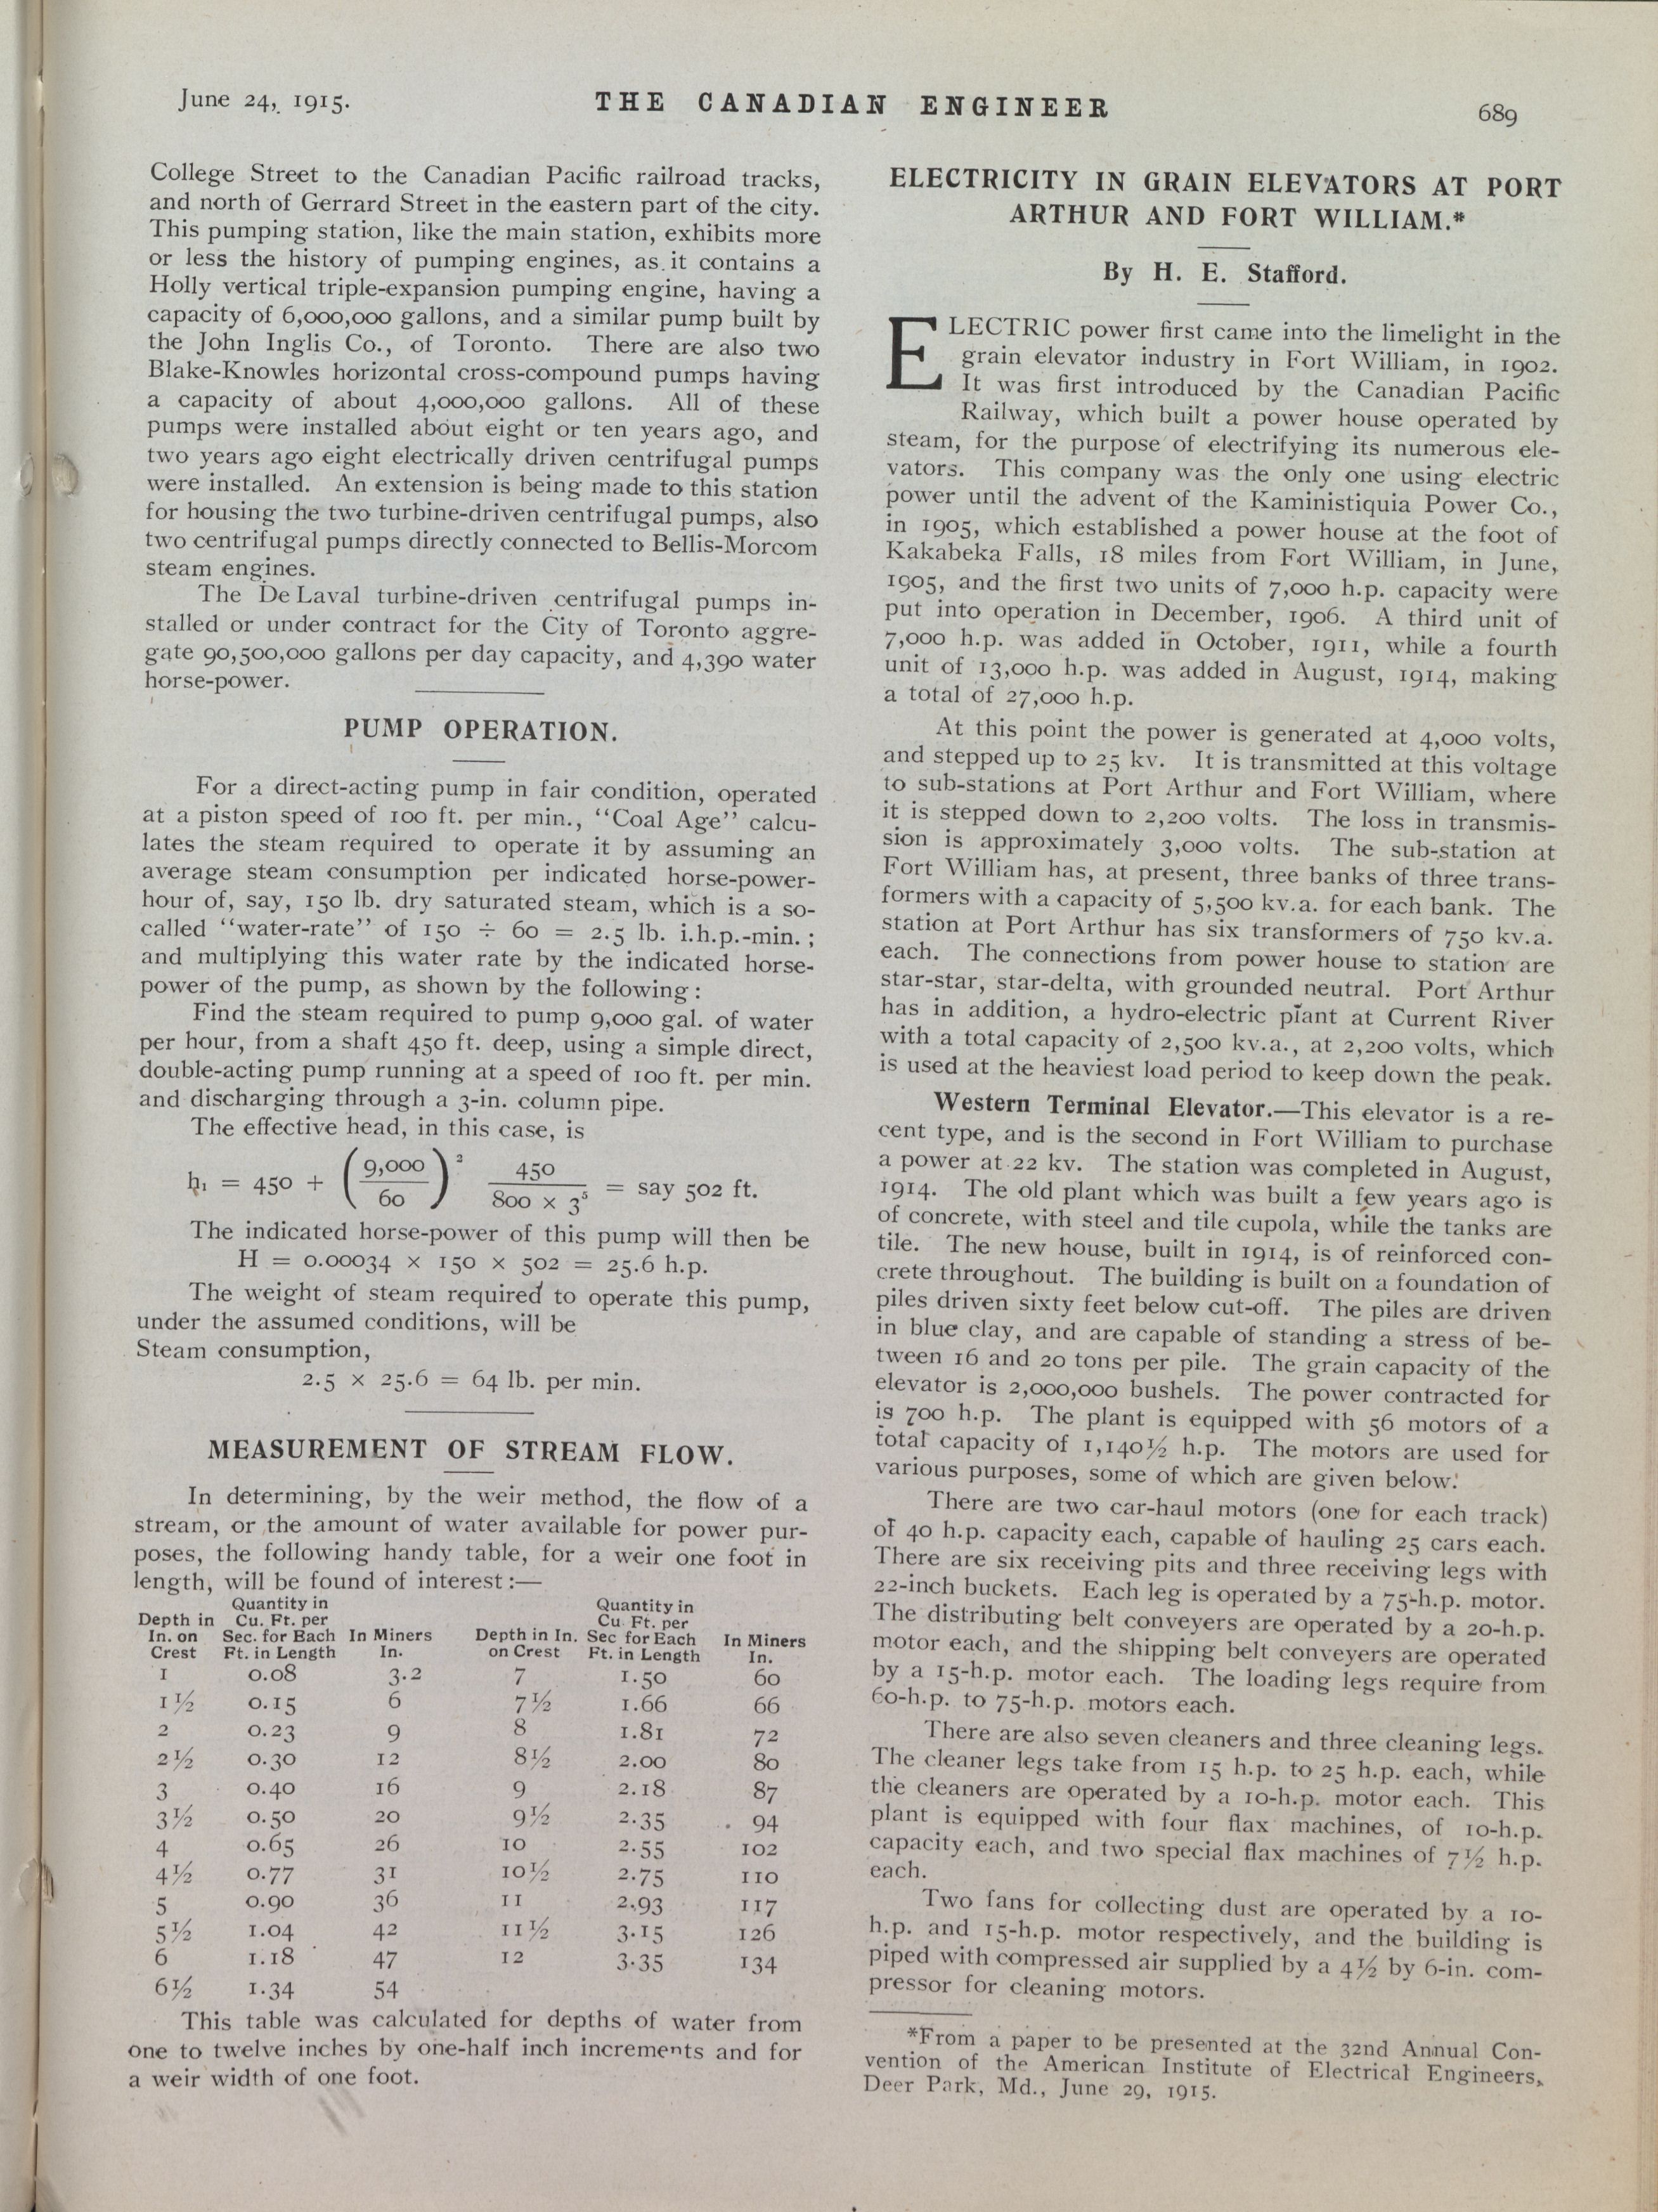 June 24, 1915.
THE CANADIAN ENGINEER
689
College Street to the Canadian Pacific railroad tracks,
and north of Gerrard Street in the eastern part of the city.
This pumping station, like the main station, exhibits more
or less the history of pumping engines, as it contains a
Holly vertical triple-expansion pumping engine, having a
capacity of 6,000,000 gallons, and a similar pump built by
the John Inglis Co., of Toronto. There are also two
Blake-Knowles horizontal cross-compound pumps having
a capacity of about 4,000,000 gallons. All of these
pumps were installed about eight or ten years ago, and
two years ago eight electrically driven centrifugal pumps
were installed. An extension is being made to this station
for housing the two turbine-driven centrifugal pumps, also
two centrifugal pumps directly connected to Bellis-Morcom
steam engines.
The De Laval turbine-driven centrifugal pumps in-
stalled or under contract for the City of Toronto aggre-
gate 90,500,000 gallons per day capacity, and 4,390 water
horse-power.
PUMP OPERATION.
For a direct-acting pump in fair condition, operated
at a piston speed of 100 ft. per min., "Coal Age" calcu-
lates the steam required to operate it by assuming an
average steam consumption per indicated horse-power-
hour of, say, 150 lb. dry saturated steam, which is a so-
called "water-rate" of 150 ÷ 60 = 2.5 lb. i.h.p.-min.;
and multiplying this water rate by the indicated horse-
power of the pump, as shown by the following:
Find the steam required to pump 9,000 gal. of water
per hour, from a shaft 450 ft. deep, using a simple direct,
double-acting pump running at a speed of 100 ft. per min.
and discharging through a 3-in. column pipe.
The effective head, in this case, is
h₁ = 450 + (9,000/60)² 450/(800 × 3⁵) = say 502 ft.
The indicated horse-power of this pump will then be
H = 0.00034 × 150 × 502 = 25.6 h.p.
The weight of steam required to operate this pump,
under the assumed conditions, will be
Steam consumption,
2.5 × 25.6 = 64 lb. per min.
MEASUREMENT OF STREAM FLOW.
In determining, by the weir method, the flow of a
stream, or the amount of water available for power pur-
poses, the following handy table, for a weir one foot in
length, will be found of interest:—
Quantity in Quantity in
Depth in Cu. Ft. per Cu. Ft. per
In. on Sec. for Each In Miners Depth in In. Sec for Each In Miners
Crest Ft. in Length In. on Crest Ft. in Length In.
1 0.08 3.2 7 1.50 60
1½ 0.15 6 7½ 1.66 66
2 0.23 9 8 1.81 72
2½ 0.30 12 8½ 2.00 80
3 0.40 16 9 2.18 87
3½ 0.50 20 9½ 2.35 94
4 0.65 26 10 2.55 102
4½ 0.77 31 10½ 2.75 110
5 0.90 36 11 2.93 117
5½ 1.04 42 11½ 3.15 126
6 1.18 47 12 3.35 134
6½ 1.34 54
This table was calculated for depths of water from
one to twelve inches by one-half inch increments and for
a weir width of one foot.
ELECTRICITY IN GRAIN ELEVATORS AT PORT
ARTHUR AND FORT WILLIAM.*
By H. E. Stafford.
ELECTRIC power first came into the limelight in the
grain elevator industry in Fort William, in 1902.
It was first introduced by the Canadian Pacific
Railway, which built a power house operated by
steam, for the purpose of electrifying its numerous ele-
vators. This company was the only one using electric
power until the advent of the Kaministiquia Power Co.,
in 1905, which established a power house at the foot of
Kakabeka Falls, 18 miles from Fort William, in June,
1905, and the first two units of 7,000 h.p. capacity were
put into operation in December, 1906. A third unit of
7,000 h.p. was added in October, 1911, while a fourth
unit of 13,000 h.p. was added in August, 1914, making
a total of 27,000 h.p.
At this point the power is generated at 4,000 volts,
and stepped up to 25 kv. It is transmitted at this voltage
to sub-stations at Port Arthur and Fort William, where
it is stepped down to 2,200 volts. The loss in transmis-
sion is approximately 3,000 volts. The sub-station at
Fort William has, at present, three banks of three trans-
formers with a capacity of 5,500 kv.a. for each bank. The
station at Port Arthur has six transformers of 750 kv.a.
each. The connections from power house to station are
star-star, star-delta, with grounded neutral. Port Arthur
has in addition, a hydro-electric plant at Current River
with a total capacity of 2,500 kv.a., at 2,200 volts, which
is used at the heaviest load period to keep down the peak.
Western Terminal Elevator.—This elevator is a re-
cent type, and is the second in Fort William to purchase
a power at 22 kv. The station was completed in August,
1914. The old plant which was built a few years ago is
of concrete, with steel and tile cupola, while the tanks are
tile. The new house, built in 1914, is of reinforced con-
crete throughout. The building is built on a foundation of
piles driven sixty feet below cut-off. The piles are driven
in blue clay, and are capable of standing a stress of be-
tween 16 and 20 tons per pile. The grain capacity of the
elevator is 2,000,000 bushels. The power contracted for
is 700 h.p. The plant is equipped with 56 motors of a
total capacity of 1,140½ h.p. The motors are used for
various purposes, some of which are given below:
There are two car-haul motors (one for each track)
of 40 h.p. capacity each, capable of hauling 25 cars each.
There are six receiving pits and three receiving legs with
22-inch buckets. Each leg is operated by a 75-h.p. motor.
The distributing belt conveyers are operated by a 20-h.p.
motor each, and the shipping belt conveyers are operated
by a 15-h.p. motor each. The loading legs require from
60-h.p. to 75-h.p. motors each.
There are also seven cleaners and three cleaning legs.
The cleaner legs take from 15 h.p. to 25 h.p. each, while
the cleaners are operated by a 10-h.p. motor each. This
plant is equipped with four flax machines, of 10-h.p.
capacity each, and two special flax machines of 7½ h.p.
each.
Two fans for collecting dust are operated by a 10-
h.p. and 15-h.p. motor respectively, and the building is
piped with compressed air supplied by a 4½ by 6-in. com-
pressor for cleaning motors.
*From a paper to be presented at the 32nd Annual Con-
vention of the American Institute of Electrical Engineers,
Deer Park, Md., June 29, 1915.